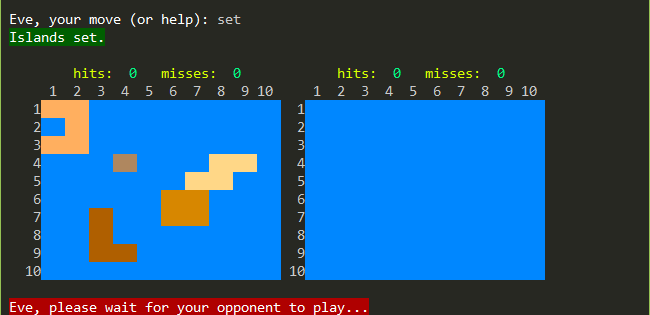 Eve, your move (or help): set
Islands set.
hits: 0 misses: 0 hits: 0 misses: 0
1 2 3 4 5 6 7 8 9 10 1 2 3 4 5 6 7 8 9 10
1 1
2 2
3 3
4 4
5 5
6 6
7 7
8 8
9 9
10 10
Eve, please wait for your opponent to play...